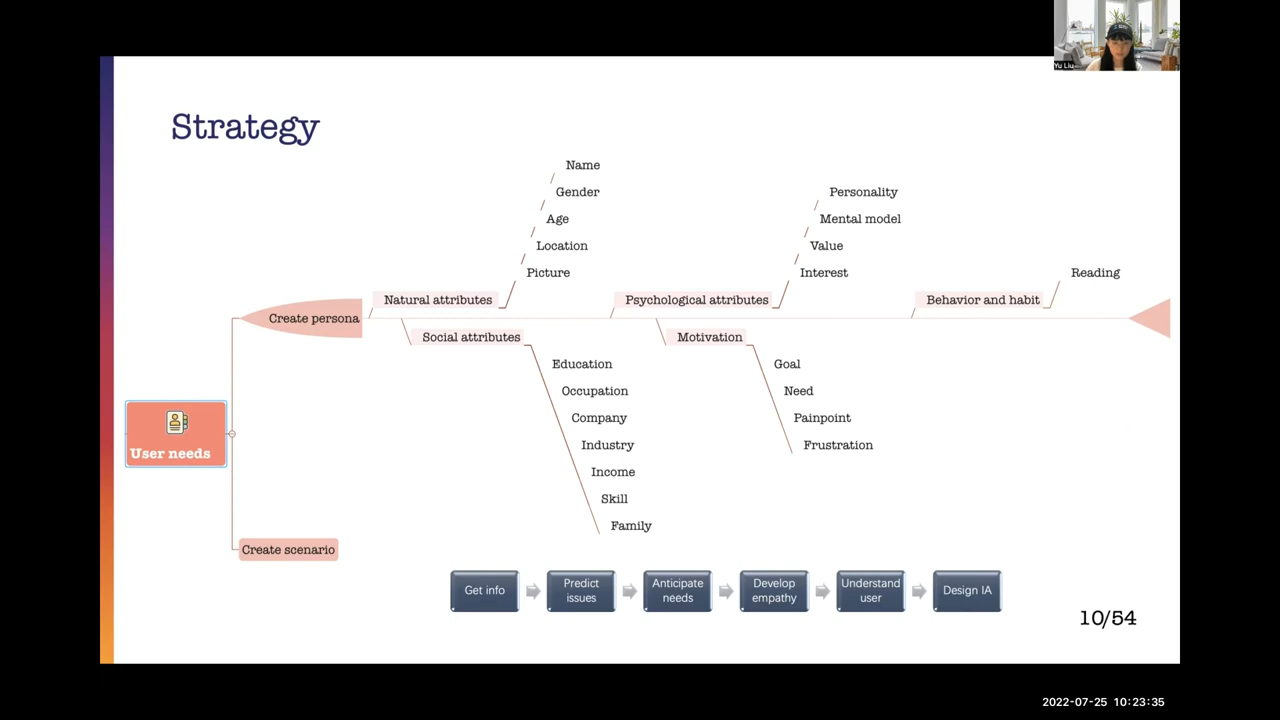 Yu Liu
Strategy
Name
Gender
Age
Location
Picture
Personality
Mental model
Value
Interest
Reading
Natural attributes
Psychological attributes
Behavior and habit
Create persona
Social attributes
Motivation
Education
Occupation
Company
Industry
Income
Skill
Family
Goal
Need
Painpoint
Frustration
User needs
Create scenario
Get info
Predict
issues
Anticipate
needs
Develop
empathy
Understand
user
Design IA
10/54
2022-07-25 10:23:35